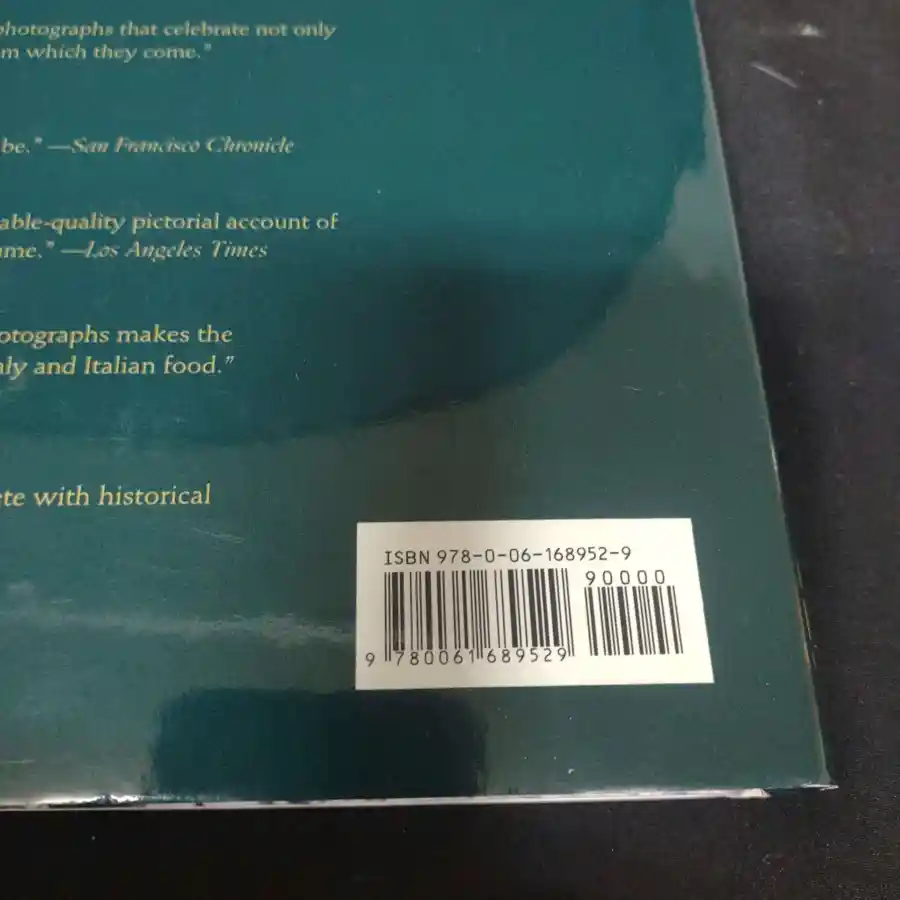 photographs that celebrate not only
m which they come."
be." —San Francisco Chronicle
able-quality pictorial account of
me." —Los Angeles Times
otographs makes the
aly and Italian food."
te with historical
ISBN 978-0-06-168952-9
90000
9 780061 689529